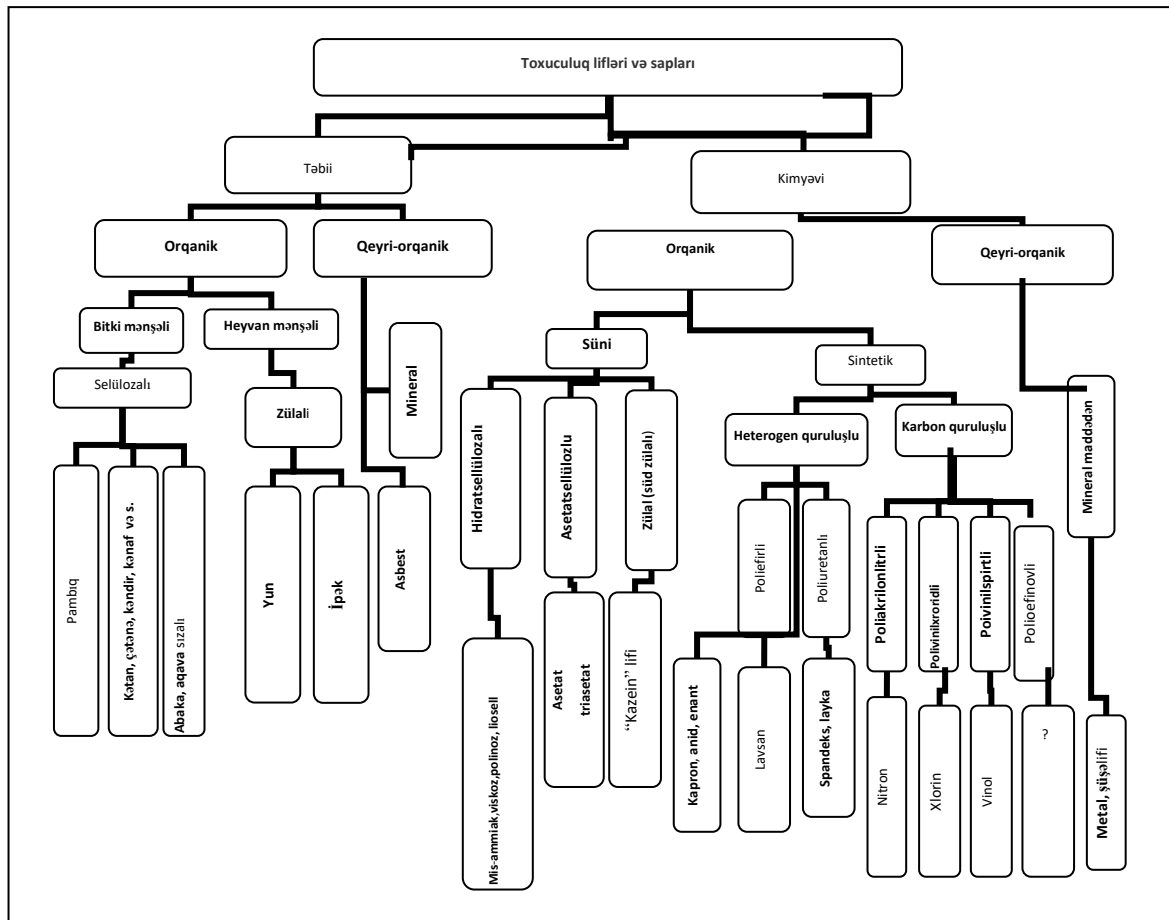 Toxuculuq lifləri və sapları
Təbii
Kimyəvi
Orqanik
Qeyri-orqanik
Orqanik
Qeyri-orqanik
Bitki mənşəli
Heyvan mənşəli
Mineral
Süni
Sintetik
Selülozalı
Zülali
Hidratsellülozalı
Asetatsellülozlu
Zülal (süd zülalı)
Heterogen quruluşlu
Karbon quruluşlu
Mineral maddədən
Pambıq
Kətan, çətənə, kəndir, kənaf və s.
Abaka, aqava sızalı
Yun
İpək
Asbest
Poliefirli
Poliuretanlı
Poliakrilonlitrli
Polivinilxroridli
Poivinilspirtli
Polioefinovli
Mis-ammiak,viskoz,polinoz, liosell
Asetat
triasetat
“Kazein” lifi
Kapron, anid, enant
Lavsan
Spandeks, layka
Nitron
Xlorin
Vinol
?
Metal, şüşəlifi